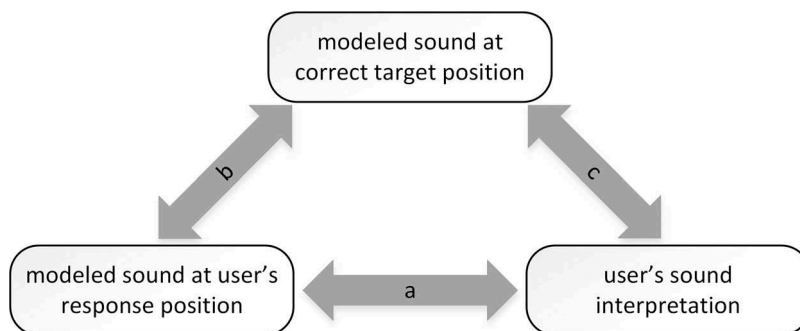 modeled sound at
correct target position
b
c
modeled sound at user's
response position
a
user's sound
interpretation